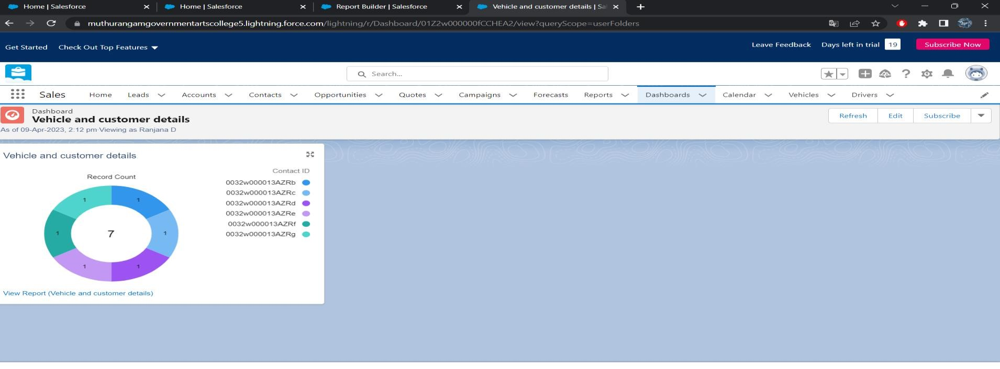 Home | Salesforce
Home | Salesforce
Report Builder | Salesforce
Vehicle and customer details | Sal
muthurangamgovernmentartscollege5.lightning.force.com/lightning/r/Dashboard/01Z2w000000fCCHEA2/view?queryScope=userFolders
Get Started Check Out Top Features
Leave Feedback Days left in trial 19 Subscribe Now
Search...
Sales Home Leads Accounts Contacts Opportunities Quotes Campaigns Forecasts Reports Dashboards Calendar Vehicles Drivers
Dashboard
Vehicle and customer details
As of 09-Apr-2023, 2:12 pm·Viewing as Ranjana D
Refresh Edit Subscribe
Vehicle and customer details
Record Count
1 1
1 7 1
1 1
Contact ID
0032w000013AZRb
0032w000013AZRc
0032w000013AZRd
0032w000013AZRe
0032w000013AZRf
0032w000013AZRg
View Report (Vehicle and customer details)